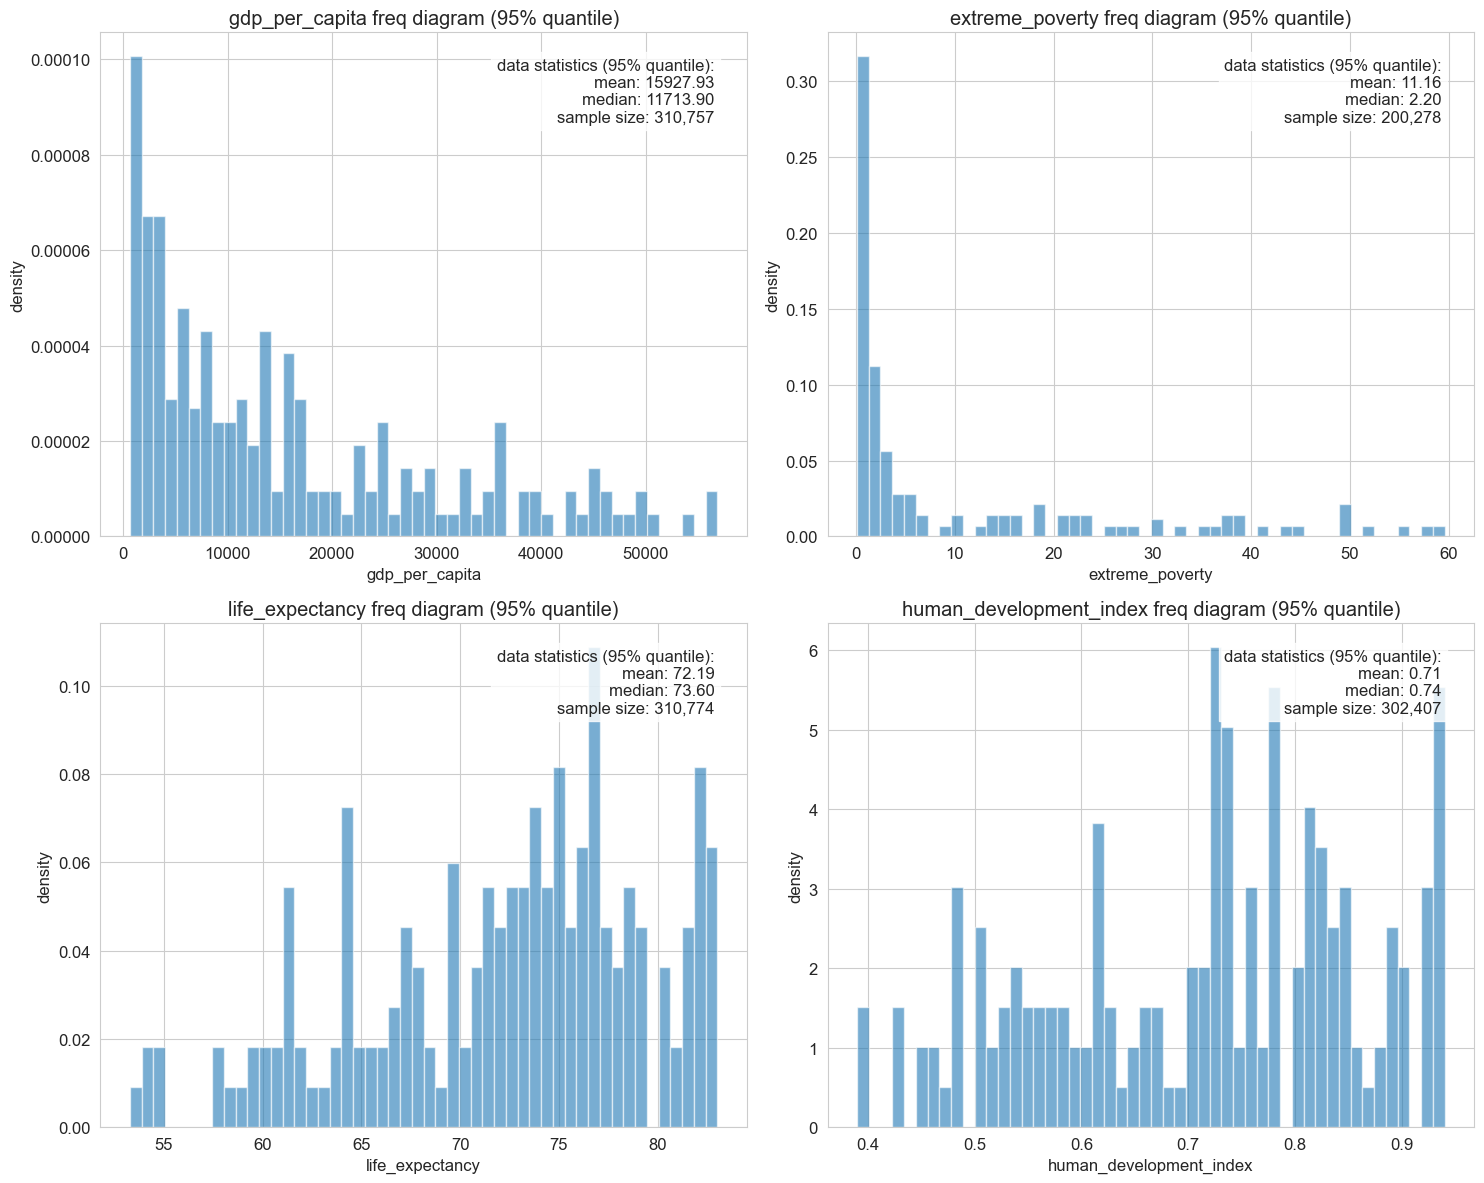 gdp_per_capita freq diagram (95% quantile)
data statistics (95% quantile):
mean: 15927.93
median: 11713.90
sample size: 310,757
density
0.00010
0.00008
0.00006
0.00004
0.00002
0.00000
0 10000 20000 30000 40000 50000
gdp_per_capita
extreme_poverty freq diagram (95% quantile)
data statistics (95% quantile):
mean: 11.16
median: 2.20
sample size: 200,278
density
0.30
0.25
0.20
0.15
0.10
0.05
0.00
0 10 20 30 40 50 60
extreme_poverty
life_expectancy freq diagram (95% quantile)
data statistics (95% quantile):
mean: 72.19
median: 73.60
sample size: 310,774
density
0.10
0.08
0.06
0.04
0.02
0.00
55 60 65 70 75 80
life_expectancy
human_development_index freq diagram (95% quantile)
data statistics (95% quantile):
mean: 0.71
median: 0.74
sample size: 302,407
density
6
5
4
3
2
1
0
0.4 0.5 0.6 0.7 0.8 0.9
human_development_index